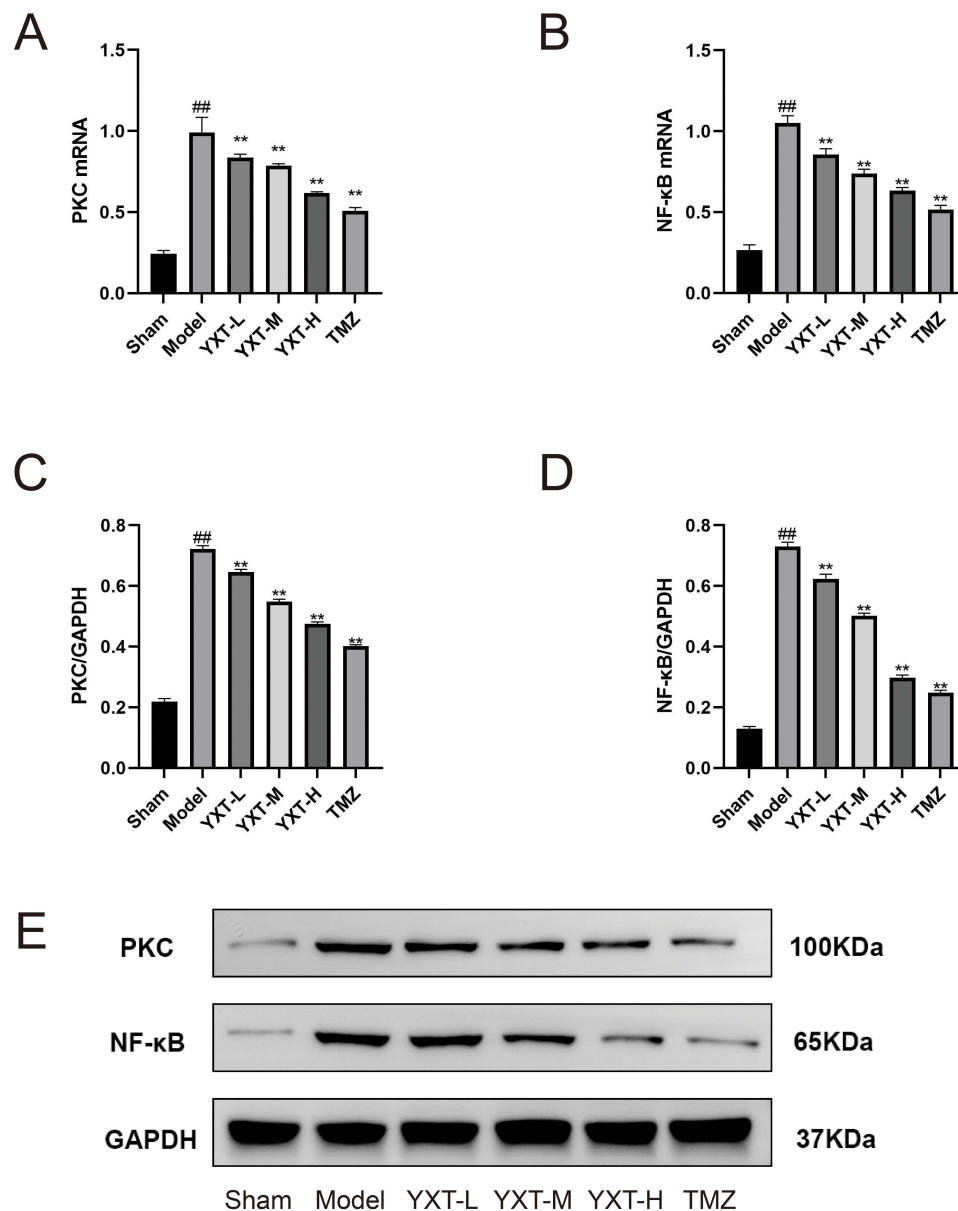 A
PKC mRNA
1.5
1.0
0.5
0.0
##
**
**
**
**
Sham
Model
YXT-L
YXT-M
YXT-H
TMZ
B
NF-κB mRNA
1.5
1.0
0.5
0.0
##
**
**
**
**
Sham
Model
YXT-L
YXT-M
YXT-H
TMZ
C
PKC/GAPDH
0.8
0.6
0.4
0.2
0.0
##
**
**
**
**
Sham
Model
YXT-L
YXT-M
YXT-H
TMZ
D
NF-κB/GAPDH
0.8
0.6
0.4
0.2
0.0
##
**
**
**
**
Sham
Model
YXT-L
YXT-M
YXT-H
TMZ
E
PKC 100KDa
NF-κB 65KDa
GAPDH 37KDa
Sham Model YXT-L YXT-M YXT-H TMZ